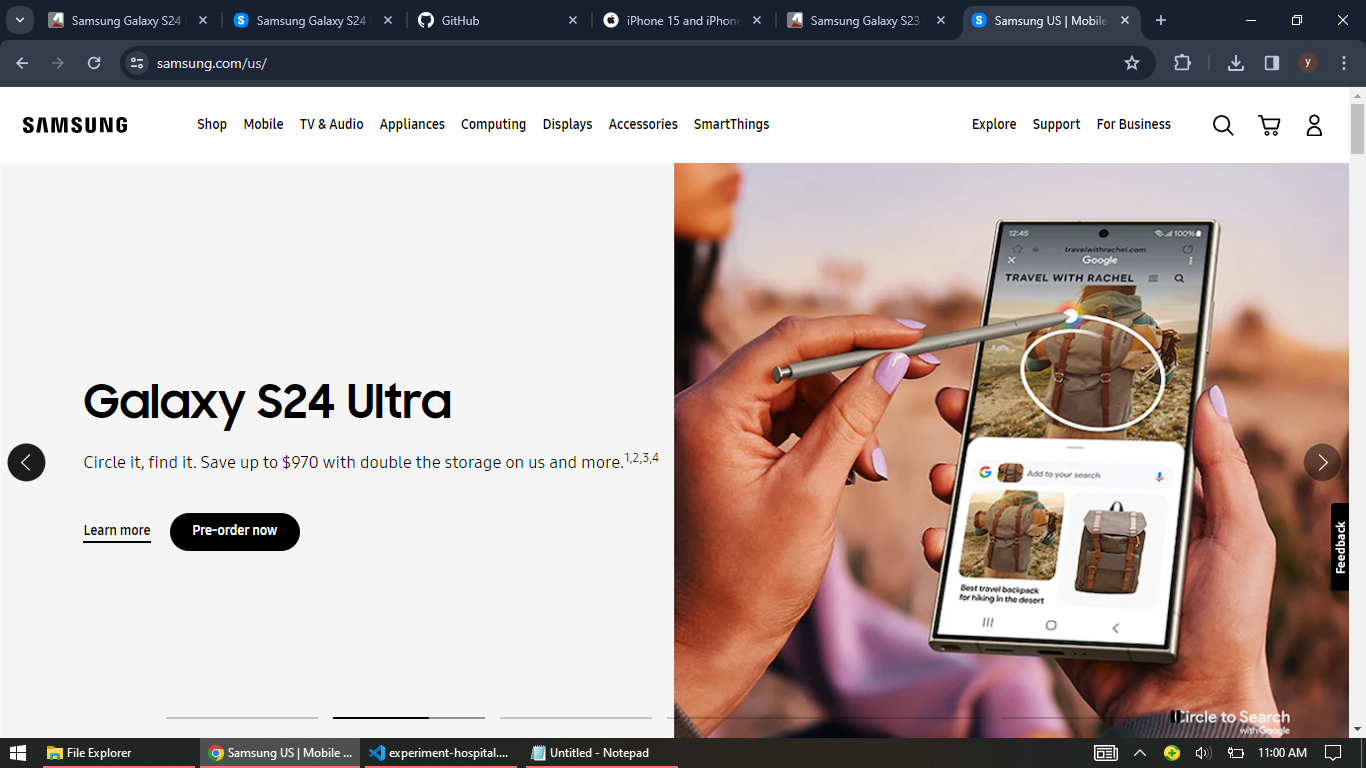 Samsung Galaxy S24
Samsung Galaxy S24
GitHub
iPhone 15 and iPhone
Samsung Galaxy S23
Samsung US | Mobile
samsung.com/us/
y
SAMSUNG
Shop Mobile TV & Audio Appliances Computing Displays Accessories SmartThings Explore Support For Business
Galaxy S24 Ultra
Circle it, find it. Save up to $970 with double the storage on us and more.1,2,3,4
Learn more Pre-order now
12:45 100%
travelwithrachel.com
Google
TRAVEL WITH RACHEL
G Add to your search
Best travel backpack
for hiking in the desert
Circle to Search
with Google
Feedback
File Explorer Samsung US | Mobile ... experiment-hospital.... Untitled - Notepad 11:00 AM